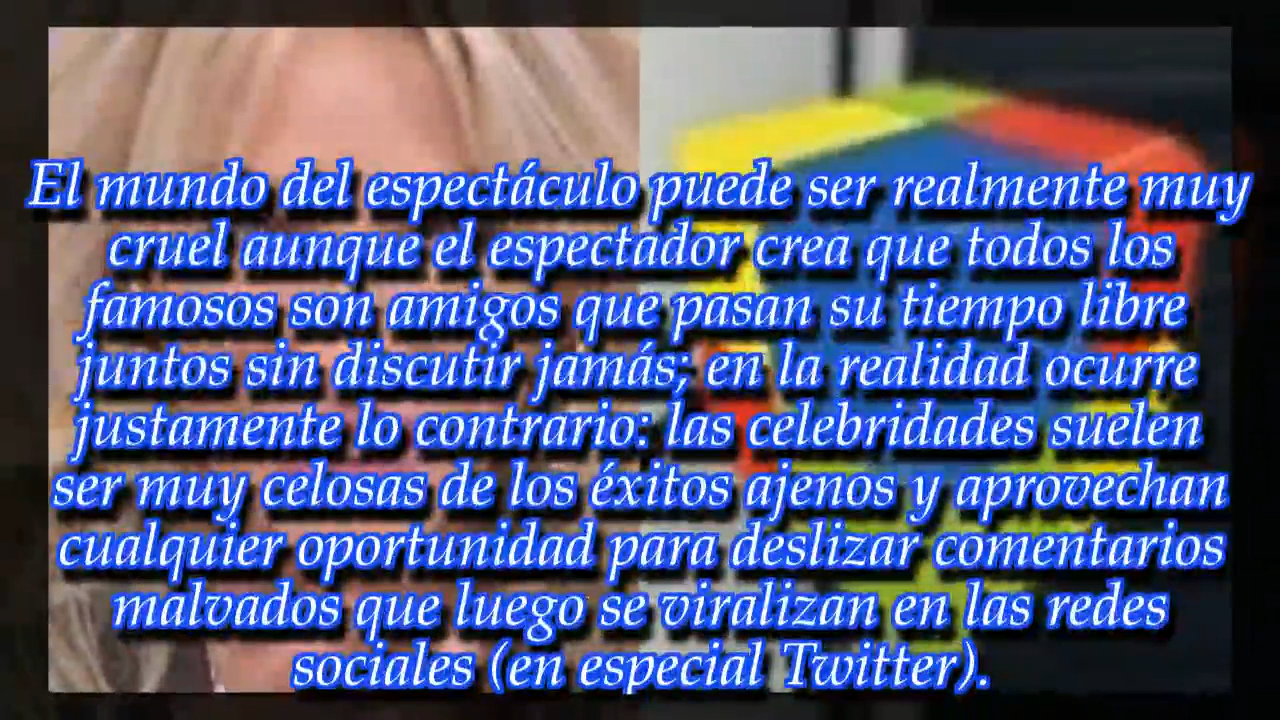 El mundo del espectáculo puede ser realmente muy
cruel aunque el espectador crea que todos los
famosos son amigos que pasan su tiempo libre
juntos sin discutir jamás; en la realidad ocurre
justamente lo contrario: las celebridades suelen
ser muy celosas de los éxitos ajenos y aprovechan
cualquier oportunidad para deslizar comentarios
malvados que luego se viralizan en las redes
sociales (en especial Twitter).